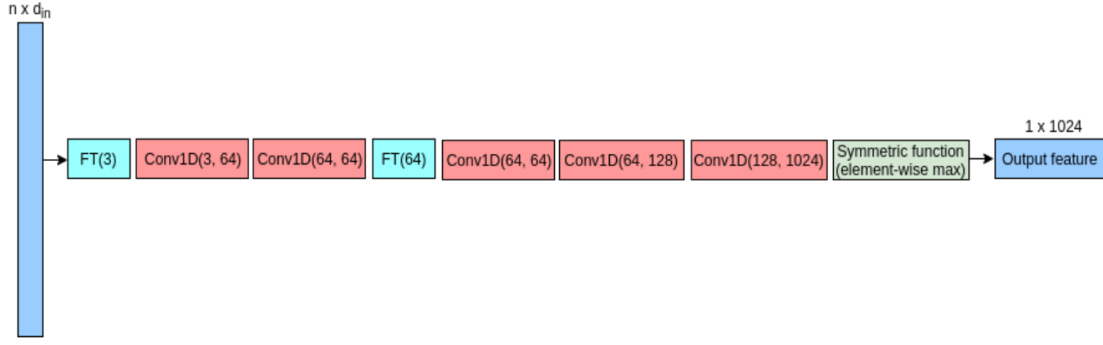 n x d_in
FT(3)
Conv1D(3, 64)
Conv1D(64, 64)
FT(64)
Conv1D(64, 64)
Conv1D(64, 128)
Conv1D(128, 1024)
Symmetric function
(element-wise max)
1 x 1024
Output feature